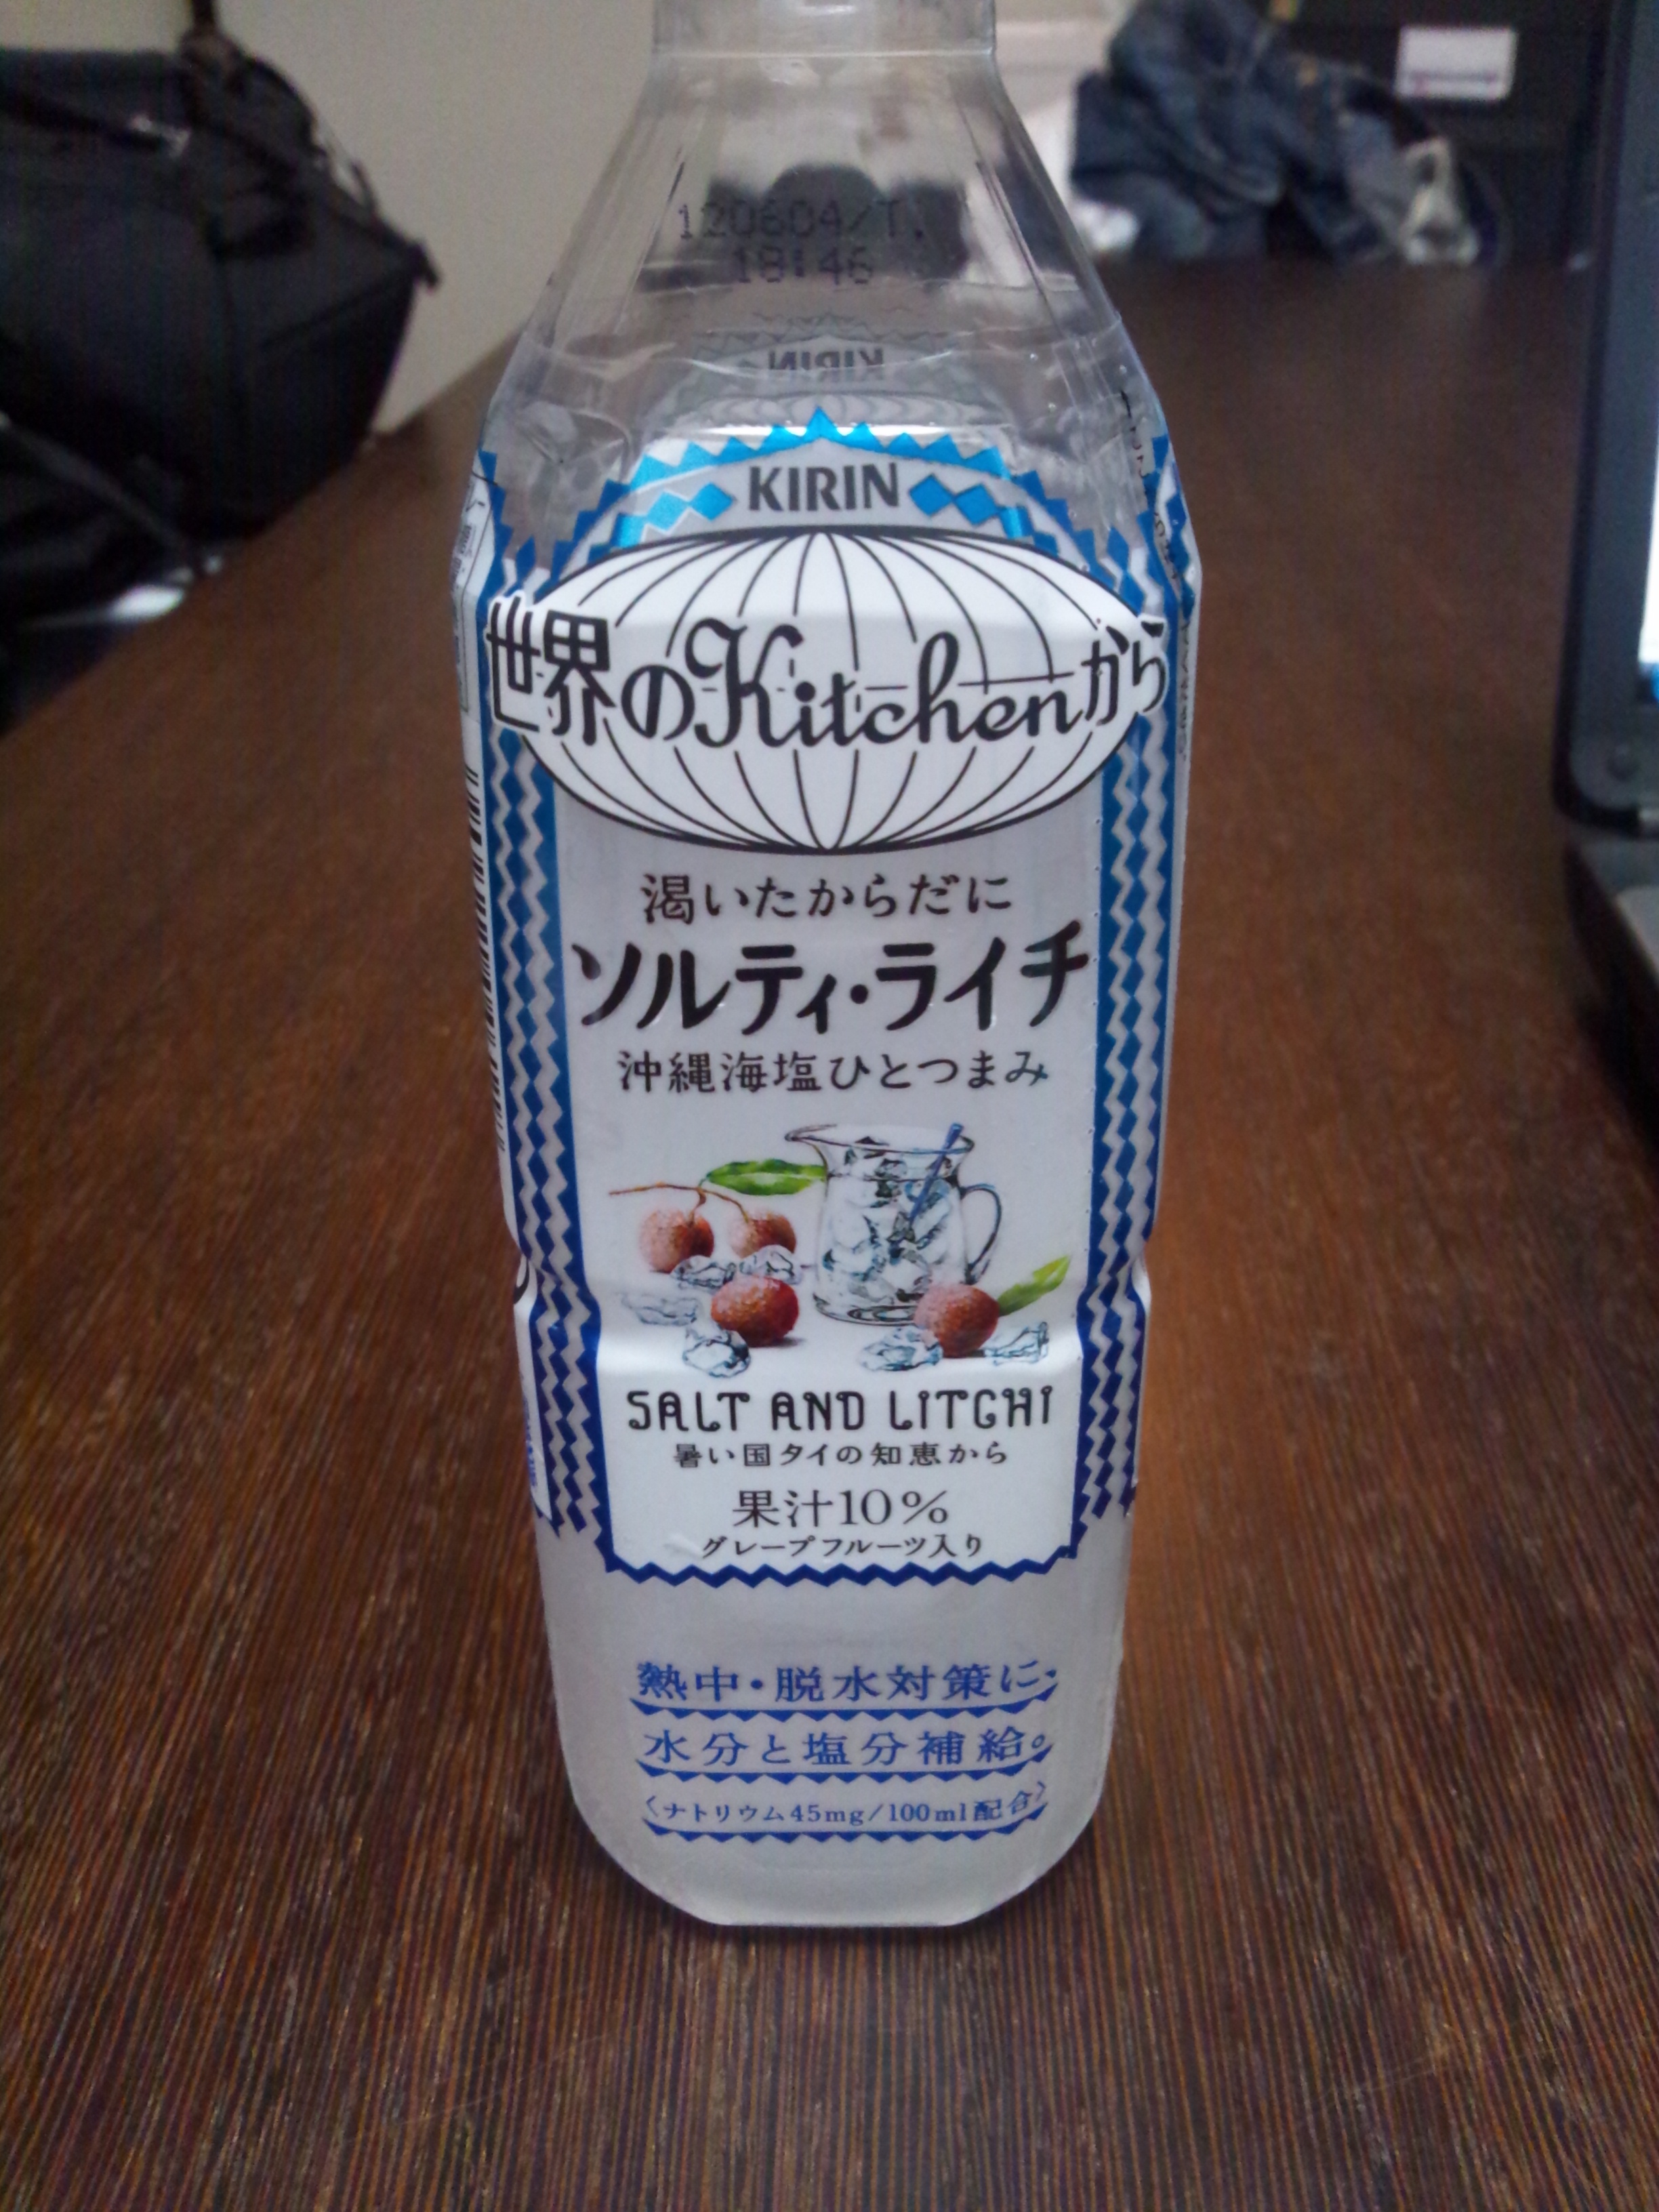 120604/T.
18:46
KIRIN
世界のKitchenから
渇いたからだに
ソルティ・ライチ
沖縄海塩ひとつまみ
SALT AND LITCHI
暑い国タイの知恵から
果汁10%
グレープフルーツ入り
熱中・脱水対策に・
水分と塩分補給。
〈ナトリウム45mg/100ml配合〉